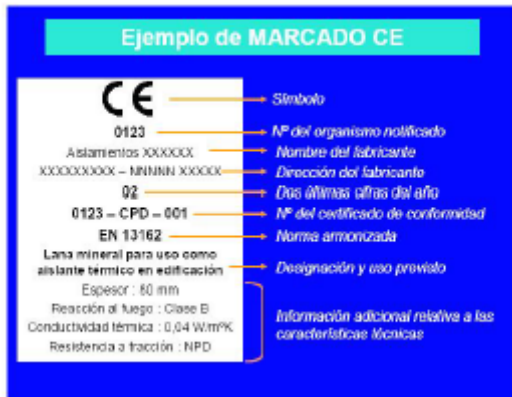 Ejemplo de MARCADO CE
CE
Símbolo
0123
Nº del organismo notificado
Aislamientos XXXXXX
Nombre del fabricante
XXXXXXXXX – NNNNN XXXXX
Dirección del fabricante
02
Dos últimas cifras del año
0123 – CPD – 001
Nº del certificado de conformidad
EN 13162
Norma armonizada
Lana mineral para uso como
aislante térmico en edificación
Designación y uso previsto
Espesor : 60 mm
Reacción al fuego : Clase B
Conductividad térmica : 0,04 W/mºK
Resistencia a tracción : NPD
Información adicional relativa a las
características técnicas